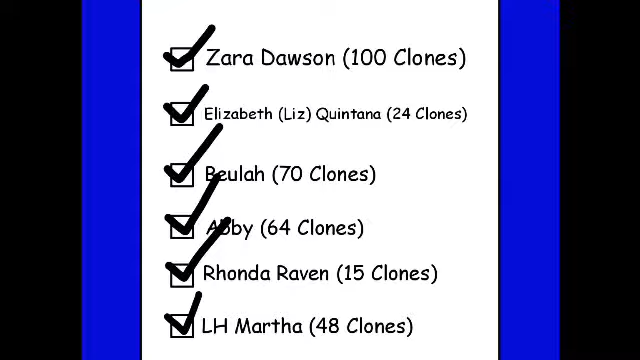 Zara Dawson (100 Clones)
Elizabeth (Liz) Quintana (24 Clones)
Beulah (70 Clones)
Abby (64 Clones)
Rhonda Raven (15 Clones)
LH Martha (48 Clones)